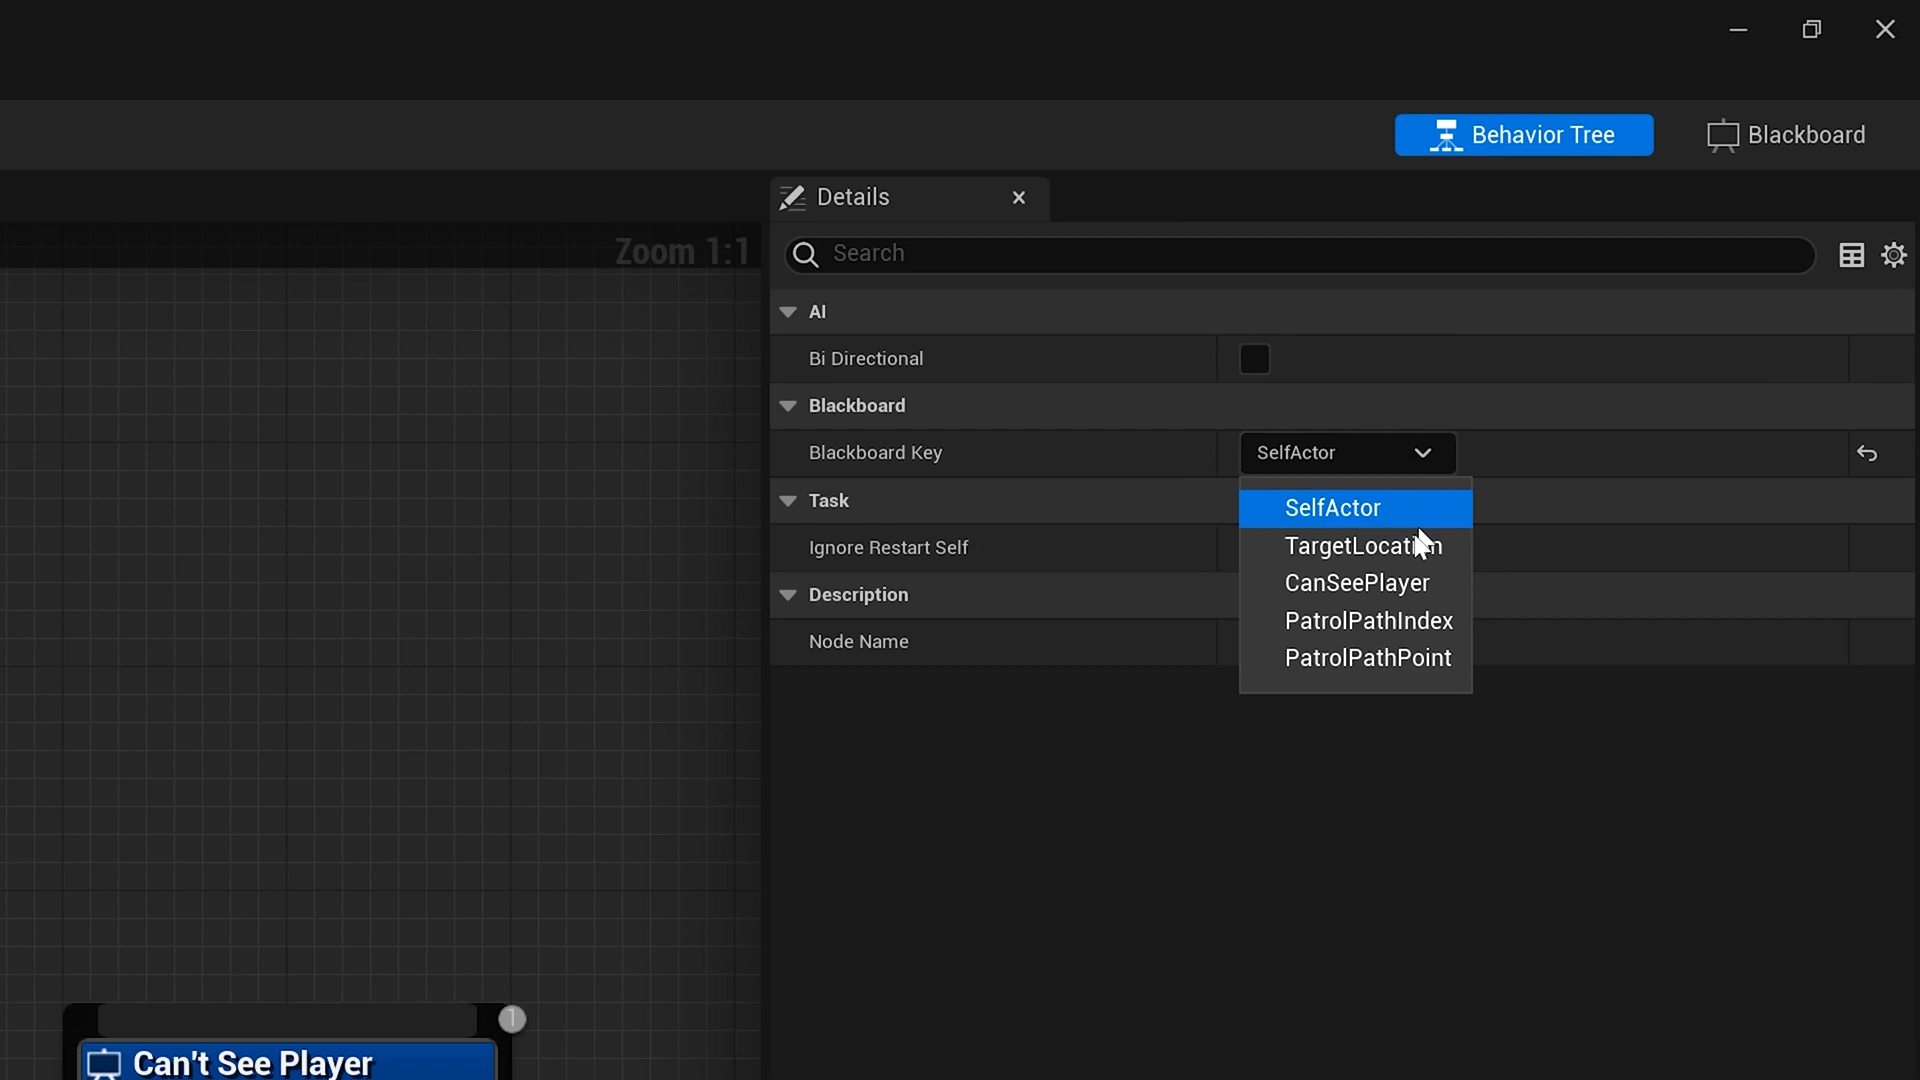 Behavior Tree
Blackboard
Details
Zoom 1:1
Search
AI
Bi Directional
Blackboard
Blackboard Key
SelfActor
Task
SelfActor
Ignore Restart Self
TargetLocation
CanSeePlayer
Description
PatrolPathIndex
Node Name
PatrolPathPoint
1
Can't See Player